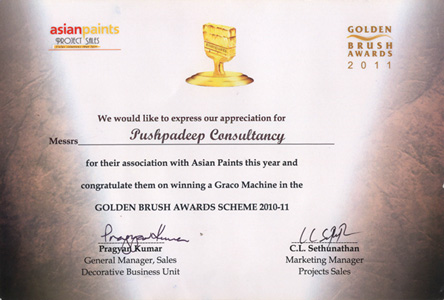 asianpaints
PROJECT SALES
GOLDEN
BRUSH
AWARDS
2011
We would like to express our appreciation for
Messrs Pushpadeep Consultancy
for their association with Asian Paints this year and
congratulate them on winning a Graco Machine in the
GOLDEN BRUSH AWARDS SCHEME 2010-11
Pragyan Kumar
Pragyan Kumar
General Manager, Sales
Decorative Business Unit
C.L. Sethunathan
Marketing Manager
Projects Sales